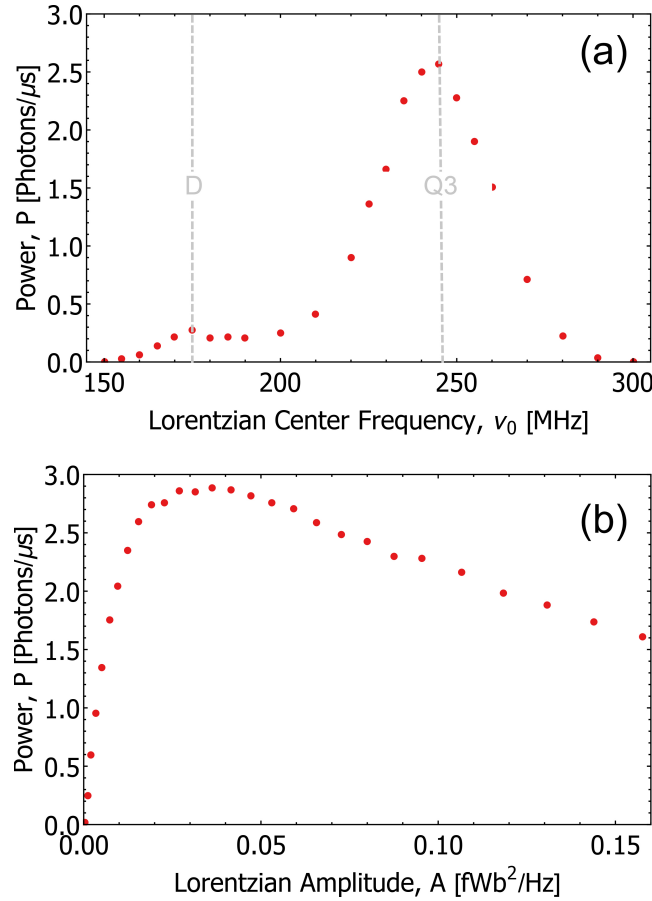 (a)
Power, P [Photons/μs]
3.0
2.5
2.0
1.5
1.0
0.5
0.0
D
Q3
150 200 250 300
Lorentzian Center Frequency, ν0 [MHz]
(b)
Power, P [Photons/μs]
3.0
2.5
2.0
1.5
1.0
0.5
0.0
0.00 0.05 0.10 0.15
Lorentzian Amplitude, A [fWb²/Hz]